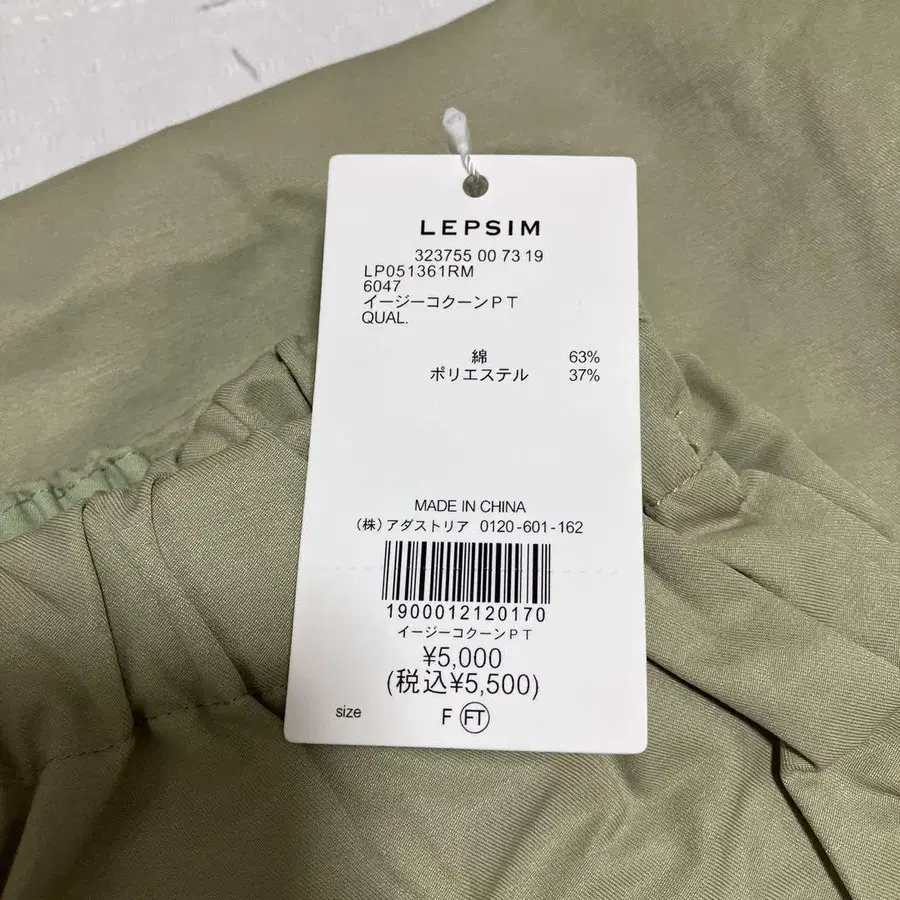 LEPSIM
323755 00 73 19
LP051361RM
6047
イージーコクーンPT
QUAL.
綿 63%
ポリエステル 37%
MADE IN CHINA
(株)アダストリア 0120-601-162
1900012120170
イージーコクーンPT
¥5,000
(税込¥5,500)
size F FT